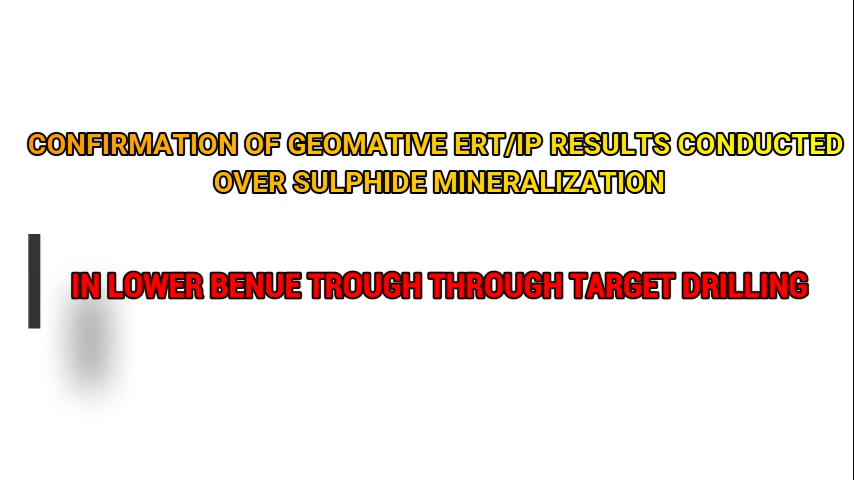 CONFIRMATION OF GEOMATIVE ERT/IP RESULTS CONDUCTED
OVER SULPHIDE MINERALIZATION
IN LOWER BENUE TROUGH THROUGH TARGET DRILLING